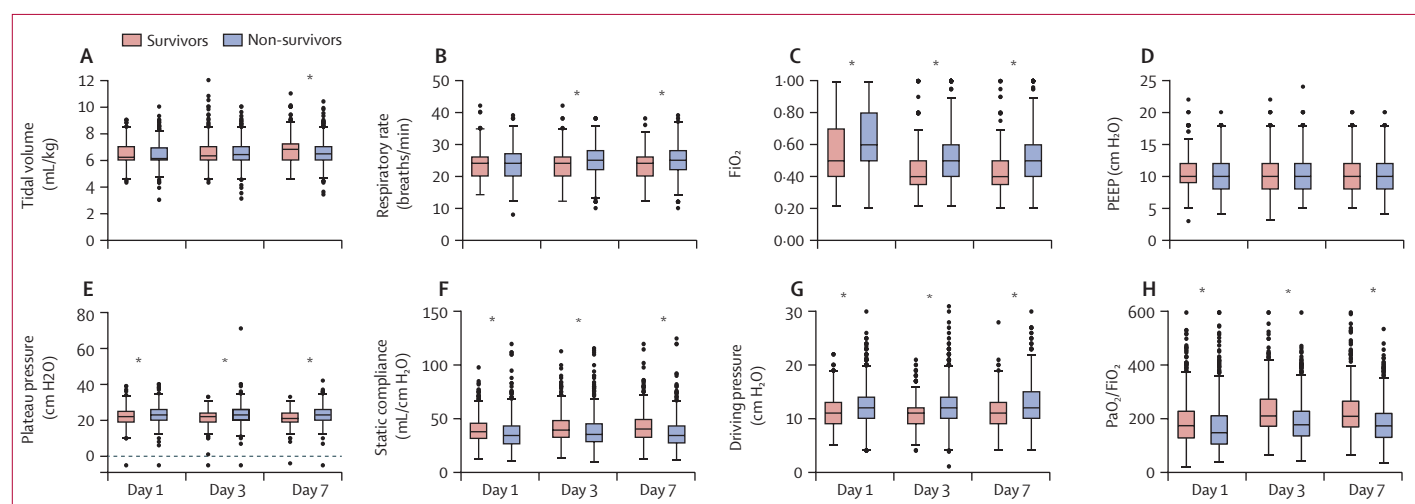 Survivors Non-survivors
A
Tidal volume
(mL/kg)
12
10
8
6
4
2
0
*
B
Respiratory rate
(breaths/min)
50
40
30
20
10
0
* *
C
FiO₂
1·00
0·80
0·60
0·40
0·20
0·00
* * *
D
PEEP (cm H₂O)
25
20
15
10
5
0
E
Plateau pressure
(cm H2O)
80
60
40
20
0
* * *
Day 1 Day 3 Day 7
F
Static compliance
(mL/cm H₂O)
150
100
50
0
* * *
Day 1 Day 3 Day 7
G
Driving pressure
(cm H₂O)
30
20
10
0
* * *
Day 1 Day 3 Day 7
H
PaO₂/FiO₂
600
400
200
0
* * *
Day 1 Day 3 Day 7